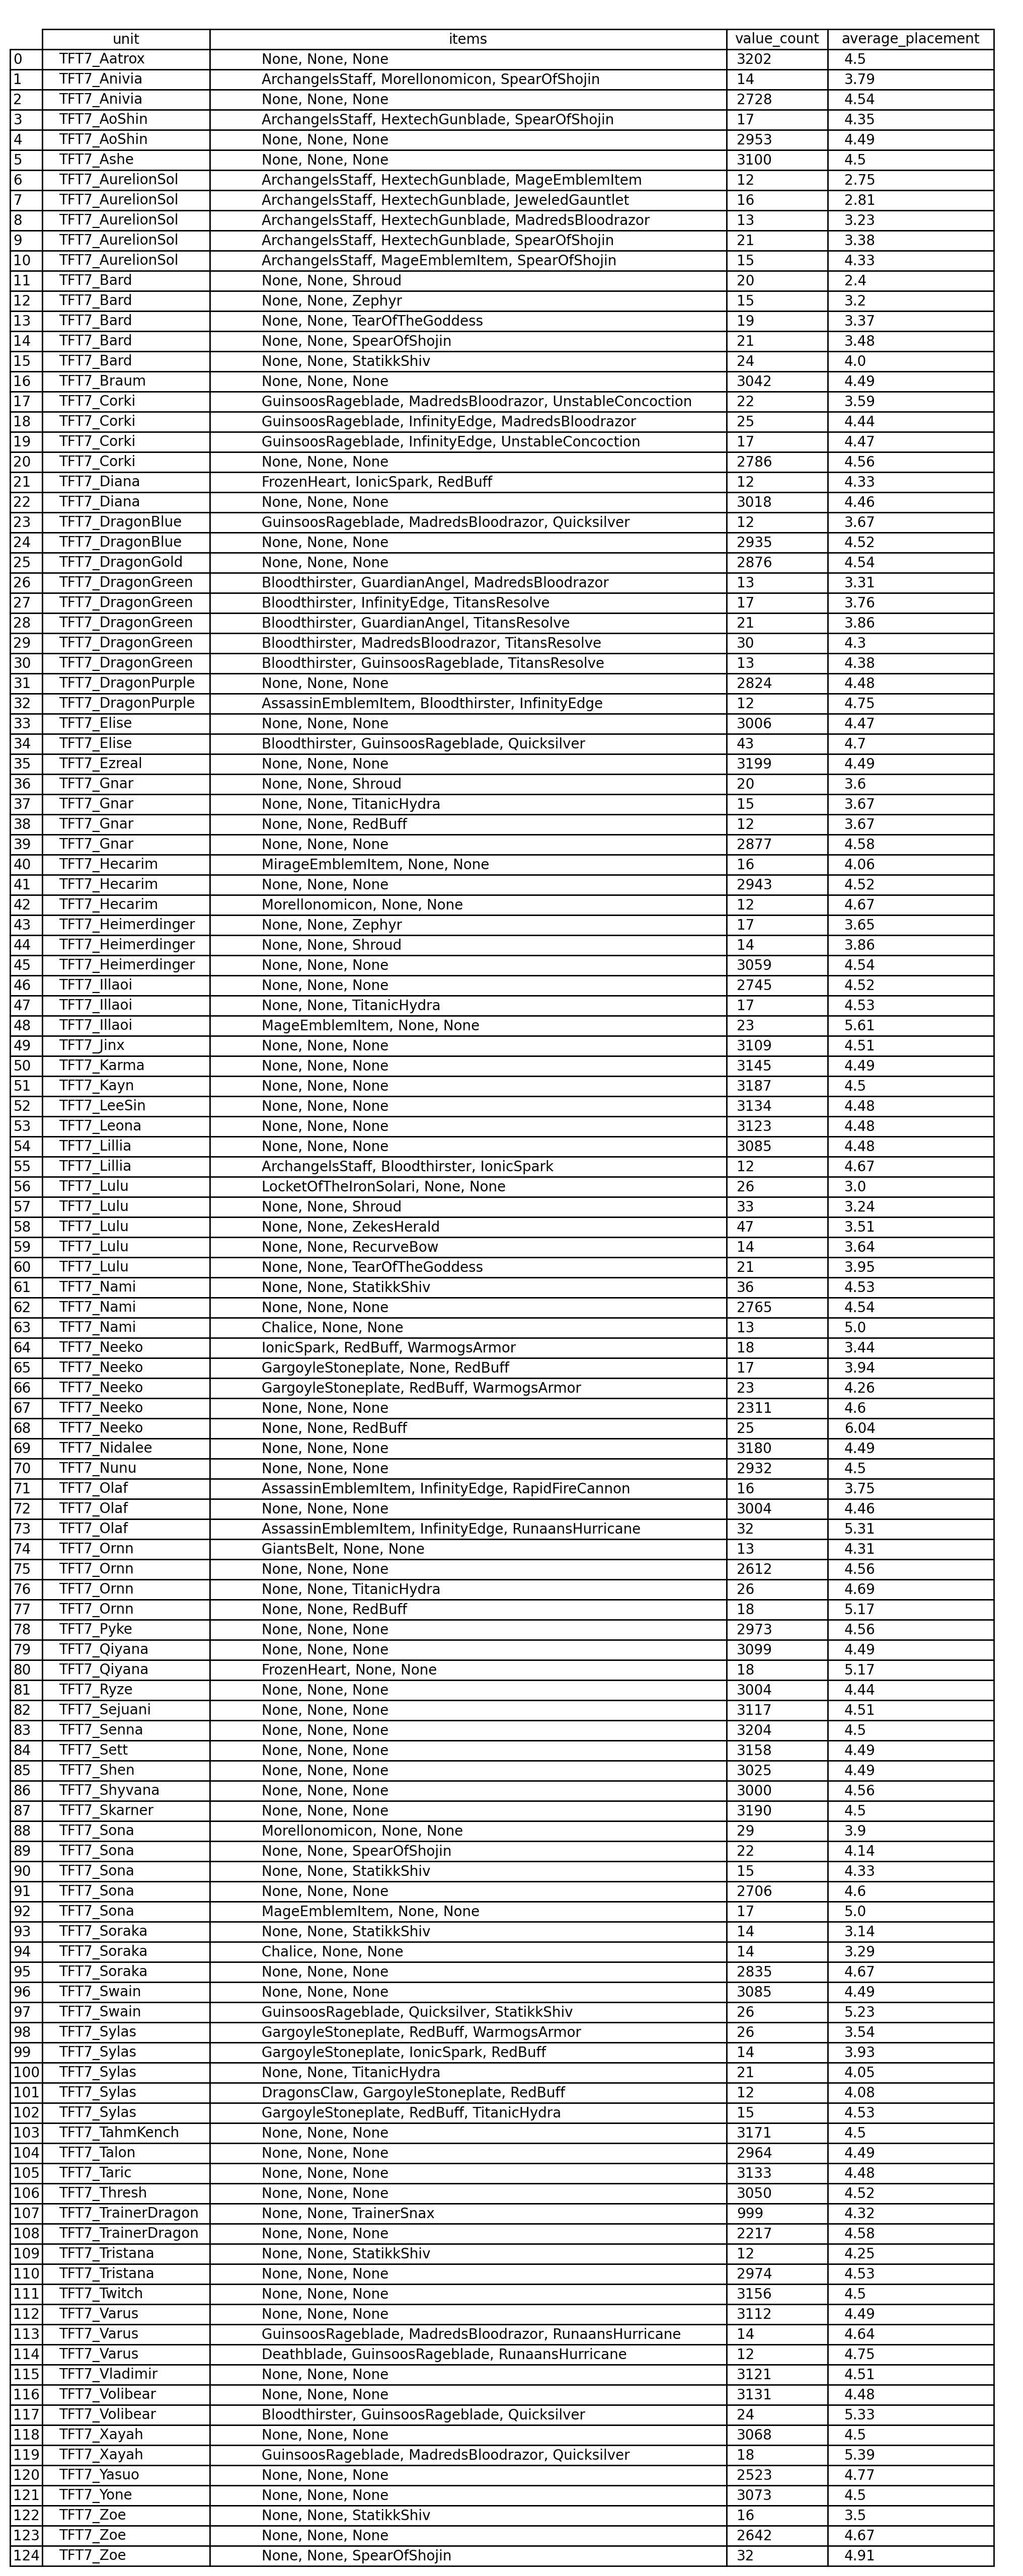 unit items value_count average_placement
0 TFT7_Aatrox None, None, None 3202 4.5
1 TFT7_Anivia ArchangelsStaff, Morellonomicon, SpearOfShojin 14 3.79
2 TFT7_Anivia None, None, None 2728 4.54
3 TFT7_AoShin ArchangelsStaff, HextechGunblade, SpearOfShojin 17 4.35
4 TFT7_AoShin None, None, None 2953 4.49
5 TFT7_Ashe None, None, None 3100 4.5
6 TFT7_AurelionSol ArchangelsStaff, HextechGunblade, MageEmblemItem 12 2.75
7 TFT7_AurelionSol ArchangelsStaff, HextechGunblade, JeweledGauntlet 16 2.81
8 TFT7_AurelionSol ArchangelsStaff, HextechGunblade, MadredsBloodrazor 13 3.23
9 TFT7_AurelionSol ArchangelsStaff, HextechGunblade, SpearOfShojin 21 3.38
10 TFT7_AurelionSol ArchangelsStaff, MageEmblemItem, SpearOfShojin 15 4.33
11 TFT7_Bard None, None, Shroud 20 2.4
12 TFT7_Bard None, None, Zephyr 15 3.2
13 TFT7_Bard None, None, TearOfTheGoddess 19 3.37
14 TFT7_Bard None, None, SpearOfShojin 21 3.48
15 TFT7_Bard None, None, StatikkShiv 24 4.0
16 TFT7_Braum None, None, None 3042 4.49
17 TFT7_Corki GuinsoosRageblade, MadredsBloodrazor, UnstableConcoction 22 3.59
18 TFT7_Corki GuinsoosRageblade, InfinityEdge, MadredsBloodrazor 25 4.44
19 TFT7_Corki GuinsoosRageblade, InfinityEdge, UnstableConcoction 17 4.47
20 TFT7_Corki None, None, None 2786 4.56
21 TFT7_Diana FrozenHeart, IonicSpark, RedBuff 12 4.33
22 TFT7_Diana None, None, None 3018 4.46
23 TFT7_DragonBlue GuinsoosRageblade, MadredsBloodrazor, Quicksilver 12 3.67
24 TFT7_DragonBlue None, None, None 2935 4.52
25 TFT7_DragonGold None, None, None 2876 4.54
26 TFT7_DragonGreen Bloodthirster, GuardianAngel, MadredsBloodrazor 13 3.31
27 TFT7_DragonGreen Bloodthirster, InfinityEdge, TitansResolve 17 3.76
28 TFT7_DragonGreen Bloodthirster, GuardianAngel, TitansResolve 21 3.86
29 TFT7_DragonGreen Bloodthirster, MadredsBloodrazor, TitansResolve 30 4.3
30 TFT7_DragonGreen Bloodthirster, GuinsoosRageblade, TitansResolve 13 4.38
31 TFT7_DragonPurple None, None, None 2824 4.48
32 TFT7_DragonPurple AssassinEmblemItem, Bloodthirster, InfinityEdge 12 4.75
33 TFT7_Elise None, None, None 3006 4.47
34 TFT7_Elise Bloodthirster, GuinsoosRageblade, Quicksilver 43 4.7
35 TFT7_Ezreal None, None, None 3199 4.49
36 TFT7_Gnar None, None, Shroud 20 3.6
37 TFT7_Gnar None, None, TitanicHydra 15 3.67
38 TFT7_Gnar None, None, RedBuff 12 3.67
39 TFT7_Gnar None, None, None 2877 4.58
40 TFT7_Hecarim MirageEmblemItem, None, None 16 4.06
41 TFT7_Hecarim None, None, None 2943 4.52
42 TFT7_Hecarim Morellonomicon, None, None 12 4.67
43 TFT7_Heimerdinger None, None, Zephyr 17 3.65
44 TFT7_Heimerdinger None, None, Shroud 14 3.86
45 TFT7_Heimerdinger None, None, None 3059 4.54
46 TFT7_Illaoi None, None, None 2745 4.52
47 TFT7_Illaoi None, None, TitanicHydra 17 4.53
48 TFT7_Illaoi MageEmblemItem, None, None 23 5.61
49 TFT7_Jinx None, None, None 3109 4.51
50 TFT7_Karma None, None, None 3145 4.49
51 TFT7_Kayn None, None, None 3187 4.5
52 TFT7_LeeSin None, None, None 3134 4.48
53 TFT7_Leona None, None, None 3123 4.48
54 TFT7_Lillia None, None, None 3085 4.48
55 TFT7_Lillia ArchangelsStaff, Bloodthirster, IonicSpark 12 4.67
56 TFT7_Lulu LocketOfTheIronSolari, None, None 26 3.0
57 TFT7_Lulu None, None, Shroud 33 3.24
58 TFT7_Lulu None, None, ZekesHerald 47 3.51
59 TFT7_Lulu None, None, RecurveBow 14 3.64
60 TFT7_Lulu None, None, TearOfTheGoddess 21 3.95
61 TFT7_Nami None, None, StatikkShiv 36 4.53
62 TFT7_Nami None, None, None 2765 4.54
63 TFT7_Nami Chalice, None, None 13 5.0
64 TFT7_Neeko IonicSpark, RedBuff, WarmogsArmor 18 3.44
65 TFT7_Neeko GargoyleStoneplate, None, RedBuff 17 3.94
66 TFT7_Neeko GargoyleStoneplate, RedBuff, WarmogsArmor 23 4.26
67 TFT7_Neeko None, None, None 2311 4.6
68 TFT7_Neeko None, None, RedBuff 25 6.04
69 TFT7_Nidalee None, None, None 3180 4.49
70 TFT7_Nunu None, None, None 2932 4.5
71 TFT7_Olaf AssassinEmblemItem, InfinityEdge, RapidFireCannon 16 3.75
72 TFT7_Olaf None, None, None 3004 4.46
73 TFT7_Olaf AssassinEmblemItem, InfinityEdge, RunaansHurricane 32 5.31
74 TFT7_Ornn GiantsBelt, None, None 13 4.31
75 TFT7_Ornn None, None, None 2612 4.56
76 TFT7_Ornn None, None, TitanicHydra 26 4.69
77 TFT7_Ornn None, None, RedBuff 18 5.17
78 TFT7_Pyke None, None, None 2973 4.56
79 TFT7_Qiyana None, None, None 3099 4.49
80 TFT7_Qiyana FrozenHeart, None, None 18 5.17
81 TFT7_Ryze None, None, None 3004 4.44
82 TFT7_Sejuani None, None, None 3117 4.51
83 TFT7_Senna None, None, None 3204 4.5
84 TFT7_Sett None, None, None 3158 4.49
85 TFT7_Shen None, None, None 3025 4.49
86 TFT7_Shyvana None, None, None 3000 4.56
87 TFT7_Skarner None, None, None 3190 4.5
88 TFT7_Sona Morellonomicon, None, None 29 3.9
89 TFT7_Sona None, None, SpearOfShojin 22 4.14
90 TFT7_Sona None, None, StatikkShiv 15 4.33
91 TFT7_Sona None, None, None 2706 4.6
92 TFT7_Sona MageEmblemItem, None, None 17 5.0
93 TFT7_Soraka None, None, StatikkShiv 14 3.14
94 TFT7_Soraka Chalice, None, None 14 3.29
95 TFT7_Soraka None, None, None 2835 4.67
96 TFT7_Swain None, None, None 3085 4.49
97 TFT7_Swain GuinsoosRageblade, Quicksilver, StatikkShiv 26 5.23
98 TFT7_Sylas GargoyleStoneplate, RedBuff, WarmogsArmor 26 3.54
99 TFT7_Sylas GargoyleStoneplate, IonicSpark, RedBuff 14 3.93
100 TFT7_Sylas None, None, TitanicHydra 21 4.05
101 TFT7_Sylas DragonsClaw, GargoyleStoneplate, RedBuff 12 4.08
102 TFT7_Sylas GargoyleStoneplate, RedBuff, TitanicHydra 15 4.53
103 TFT7_TahmKench None, None, None 3171 4.5
104 TFT7_Talon None, None, None 2964 4.49
105 TFT7_Taric None, None, None 3133 4.48
106 TFT7_Thresh None, None, None 3050 4.52
107 TFT7_TrainerDragon None, None, TrainerSnax 999 4.32
108 TFT7_TrainerDragon None, None, None 2217 4.58
109 TFT7_Tristana None, None, StatikkShiv 12 4.25
110 TFT7_Tristana None, None, None 2974 4.53
111 TFT7_Twitch None, None, None 3156 4.5
112 TFT7_Varus None, None, None 3112 4.49
113 TFT7_Varus GuinsoosRageblade, MadredsBloodrazor, RunaansHurricane 14 4.64
114 TFT7_Varus Deathblade, GuinsoosRageblade, RunaansHurricane 12 4.75
115 TFT7_Vladimir None, None, None 3121 4.51
116 TFT7_Volibear None, None, None 3131 4.48
117 TFT7_Volibear Bloodthirster, GuinsoosRageblade, Quicksilver 24 5.33
118 TFT7_Xayah None, None, None 3068 4.5
119 TFT7_Xayah GuinsoosRageblade, MadredsBloodrazor, Quicksilver 18 5.39
120 TFT7_Yasuo None, None, None 2523 4.77
121 TFT7_Yone None, None, None 3073 4.5
122 TFT7_Zoe None, None, StatikkShiv 16 3.5
123 TFT7_Zoe None, None, None 2642 4.67
124 TFT7_Zoe None, None, SpearOfShojin 32 4.91